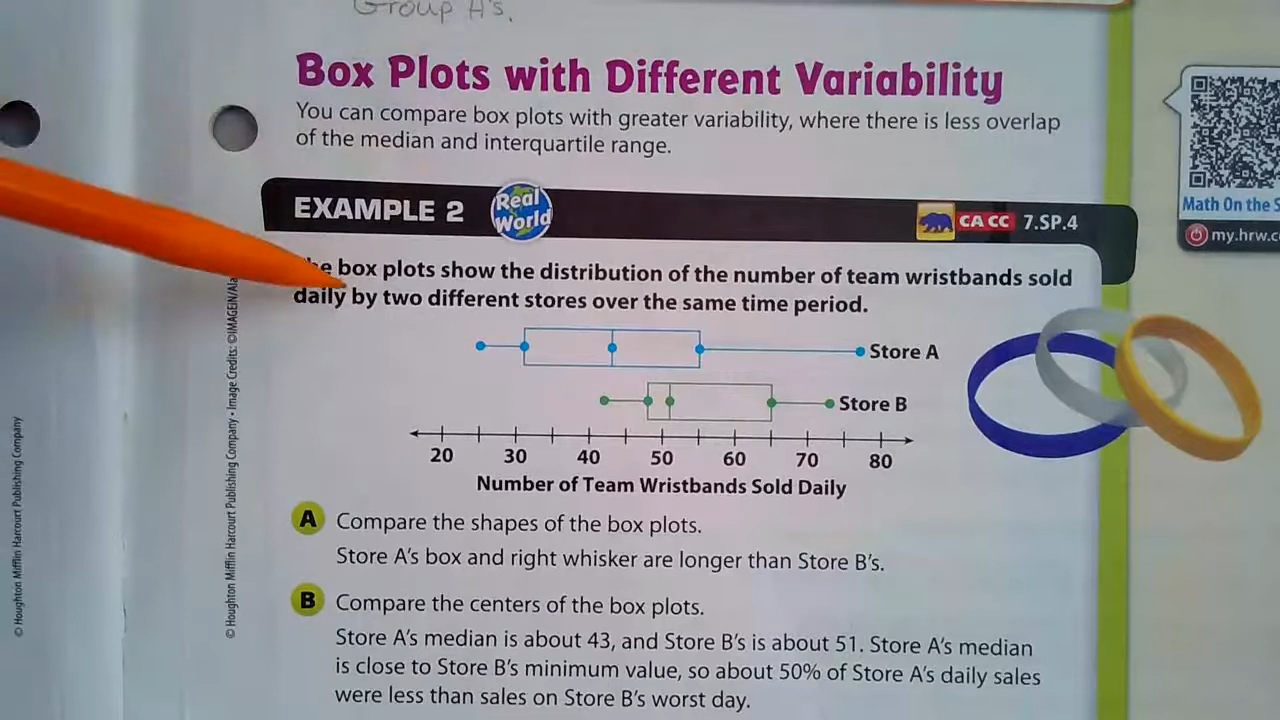 Group A's.
Box Plots with Different Variability
You can compare box plots with greater variability, where there is less overlap
of the median and interquartile range.
EXAMPLE 2
Real
World
CA CC 7.SP.4
Math On the
my.hrw.c
box plots show the distribution of the number of team wristbands sold
daily by two different stores over the same time period.
Store A
Store B
20 30 40 50 60 70 80
Number of Team Wristbands Sold Daily
A Compare the shapes of the box plots.
Store A's box and right whisker are longer than Store B's.
B Compare the centers of the box plots.
Store A's median is about 43, and Store B's is about 51. Store A's median
is close to Store B's minimum value, so about 50% of Store A's daily sales
were less than sales on Store B's worst day.
© Houghton Mifflin Harcourt Publishing Company
© Houghton Mifflin Harcourt Publishing Company • Image Credits: ©IMAGEiN/Ala